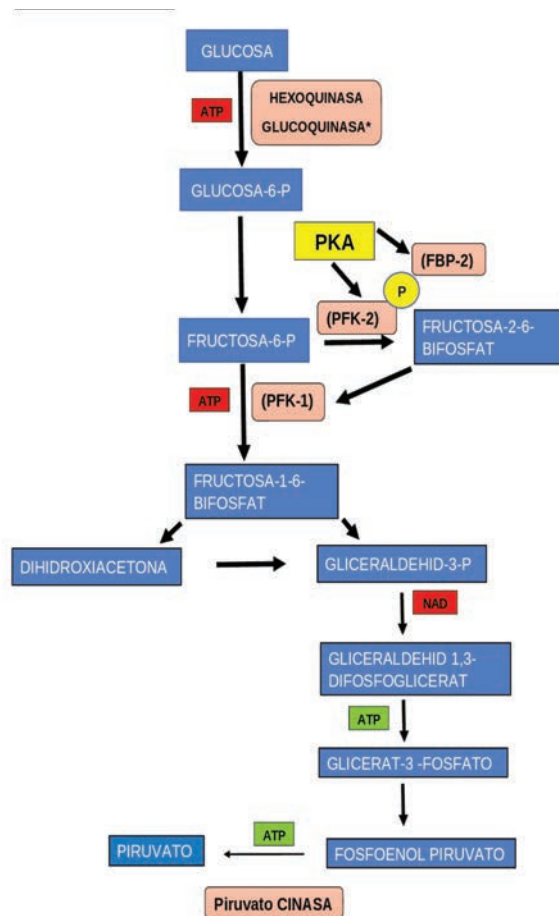 GLUCOSA
ATP
HEXOQUINASA
GLUCOQUINASA*
GLUCOSA-6-P
PKA
(FBP-2)
P
(PFK-2)
FRUCTOSA-6-P
FRUCTOSA-2-6-
BIFOSFAT
ATP
(PFK-1)
FRUCTOSA-1-6-
BIFOSFAT
DIHIDROXIACETONA
GLICERALDEHID-3-P
NAD
GLICERALDEHID 1,3-
DIFOSFOGLICERAT
ATP
GLICERAT-3 -FOSFATO
ATP
PIRUVATO
FOSFOENOL PIRUVATO
Piruvato CINASA